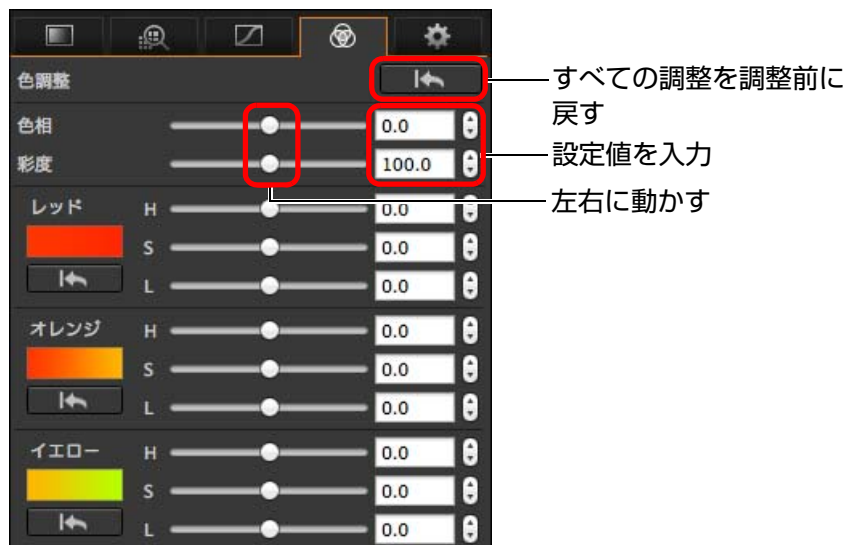 色調整
すべての調整を調整前に
戻す
色相 0.0
彩度 100.0
設定値を入力
左右に動かす
レッド H 0.0
S 0.0
L 0.0
オレンジ H 0.0
S 0.0
L 0.0
イエロー H 0.0
S 0.0
L 0.0